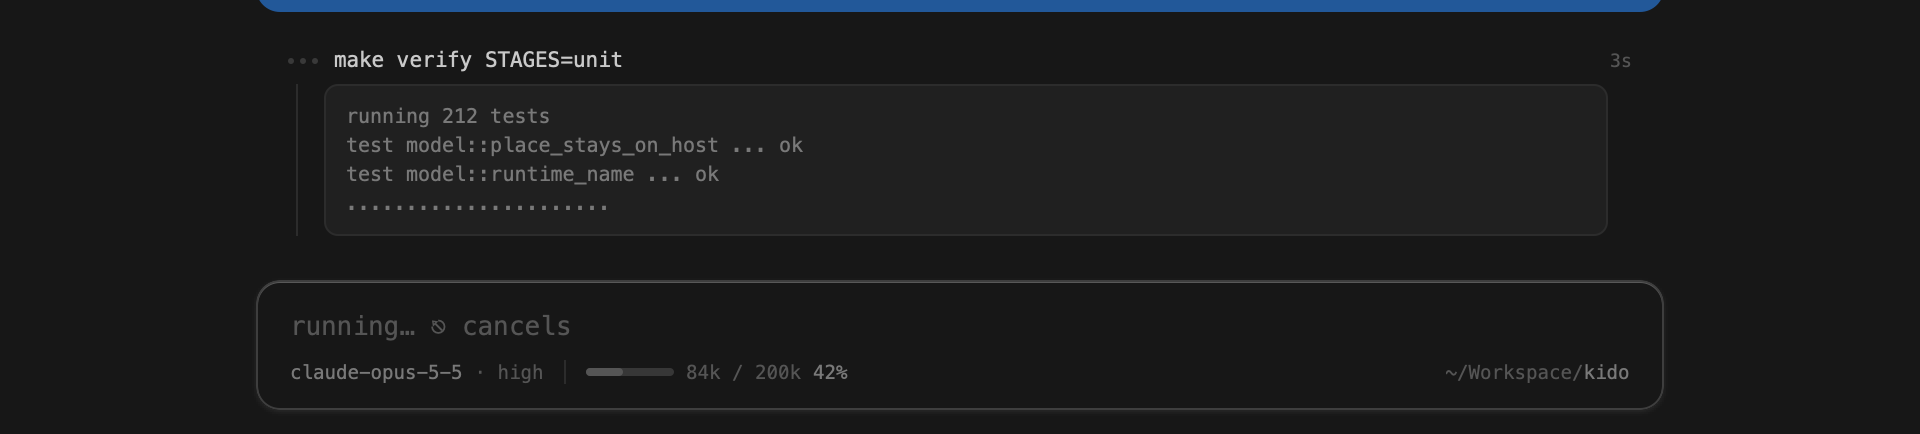 make verify STAGES=unit 3s
running 212 tests
test model::place_stays_on_host ... ok
test model::runtime_name ... ok
......................
running… ⎋ cancels
claude-opus-5-5 · high 84k / 200k 42% ~/Workspace/kido